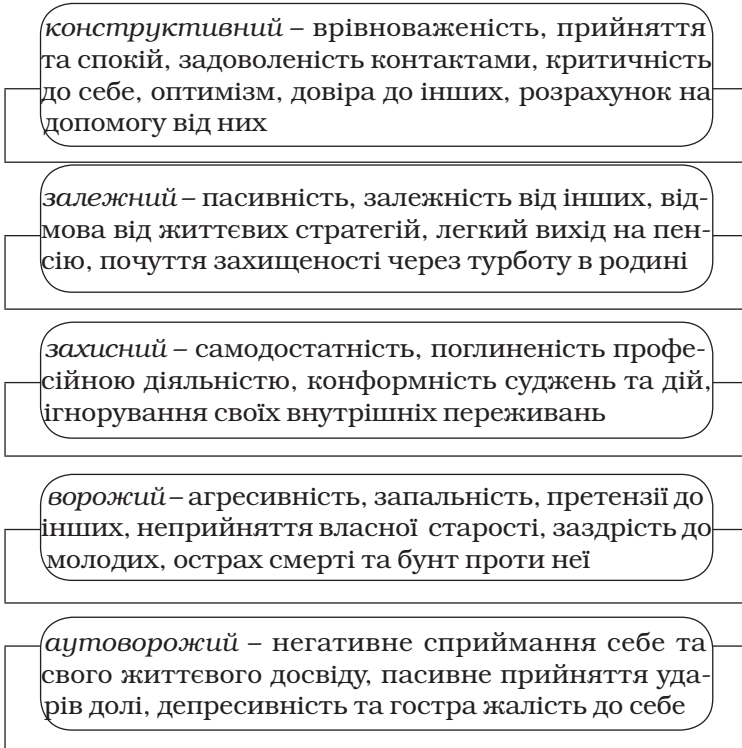 конструктивний – врівноваженість, прийняття
та спокій, задоволеність контактами, критичність
до себе, оптимізм, довіра до інших, розрахунок на
допомогу від них
залежний – пасивність, залежність від інших, від-
мова від життєвих стратегій, легкий вихід на пен-
сію, почуття захищеності через турботу в родині
захисний – самодостатність, поглиненість профе-
сійною діяльністю, конформність суджень та дій,
ігнорування своїх внутрішніх переживань
ворожий – агресивність, запальність, претензії до
інших, неприйняття власної старості, заздрість до
молодих, острах смерті та бунт проти неї
аутоворожий – негативне сприймання себе та
свого життєвого досвіду, пасивне прийняття уда-
рів долі, депресивність та гостра жалість до себе